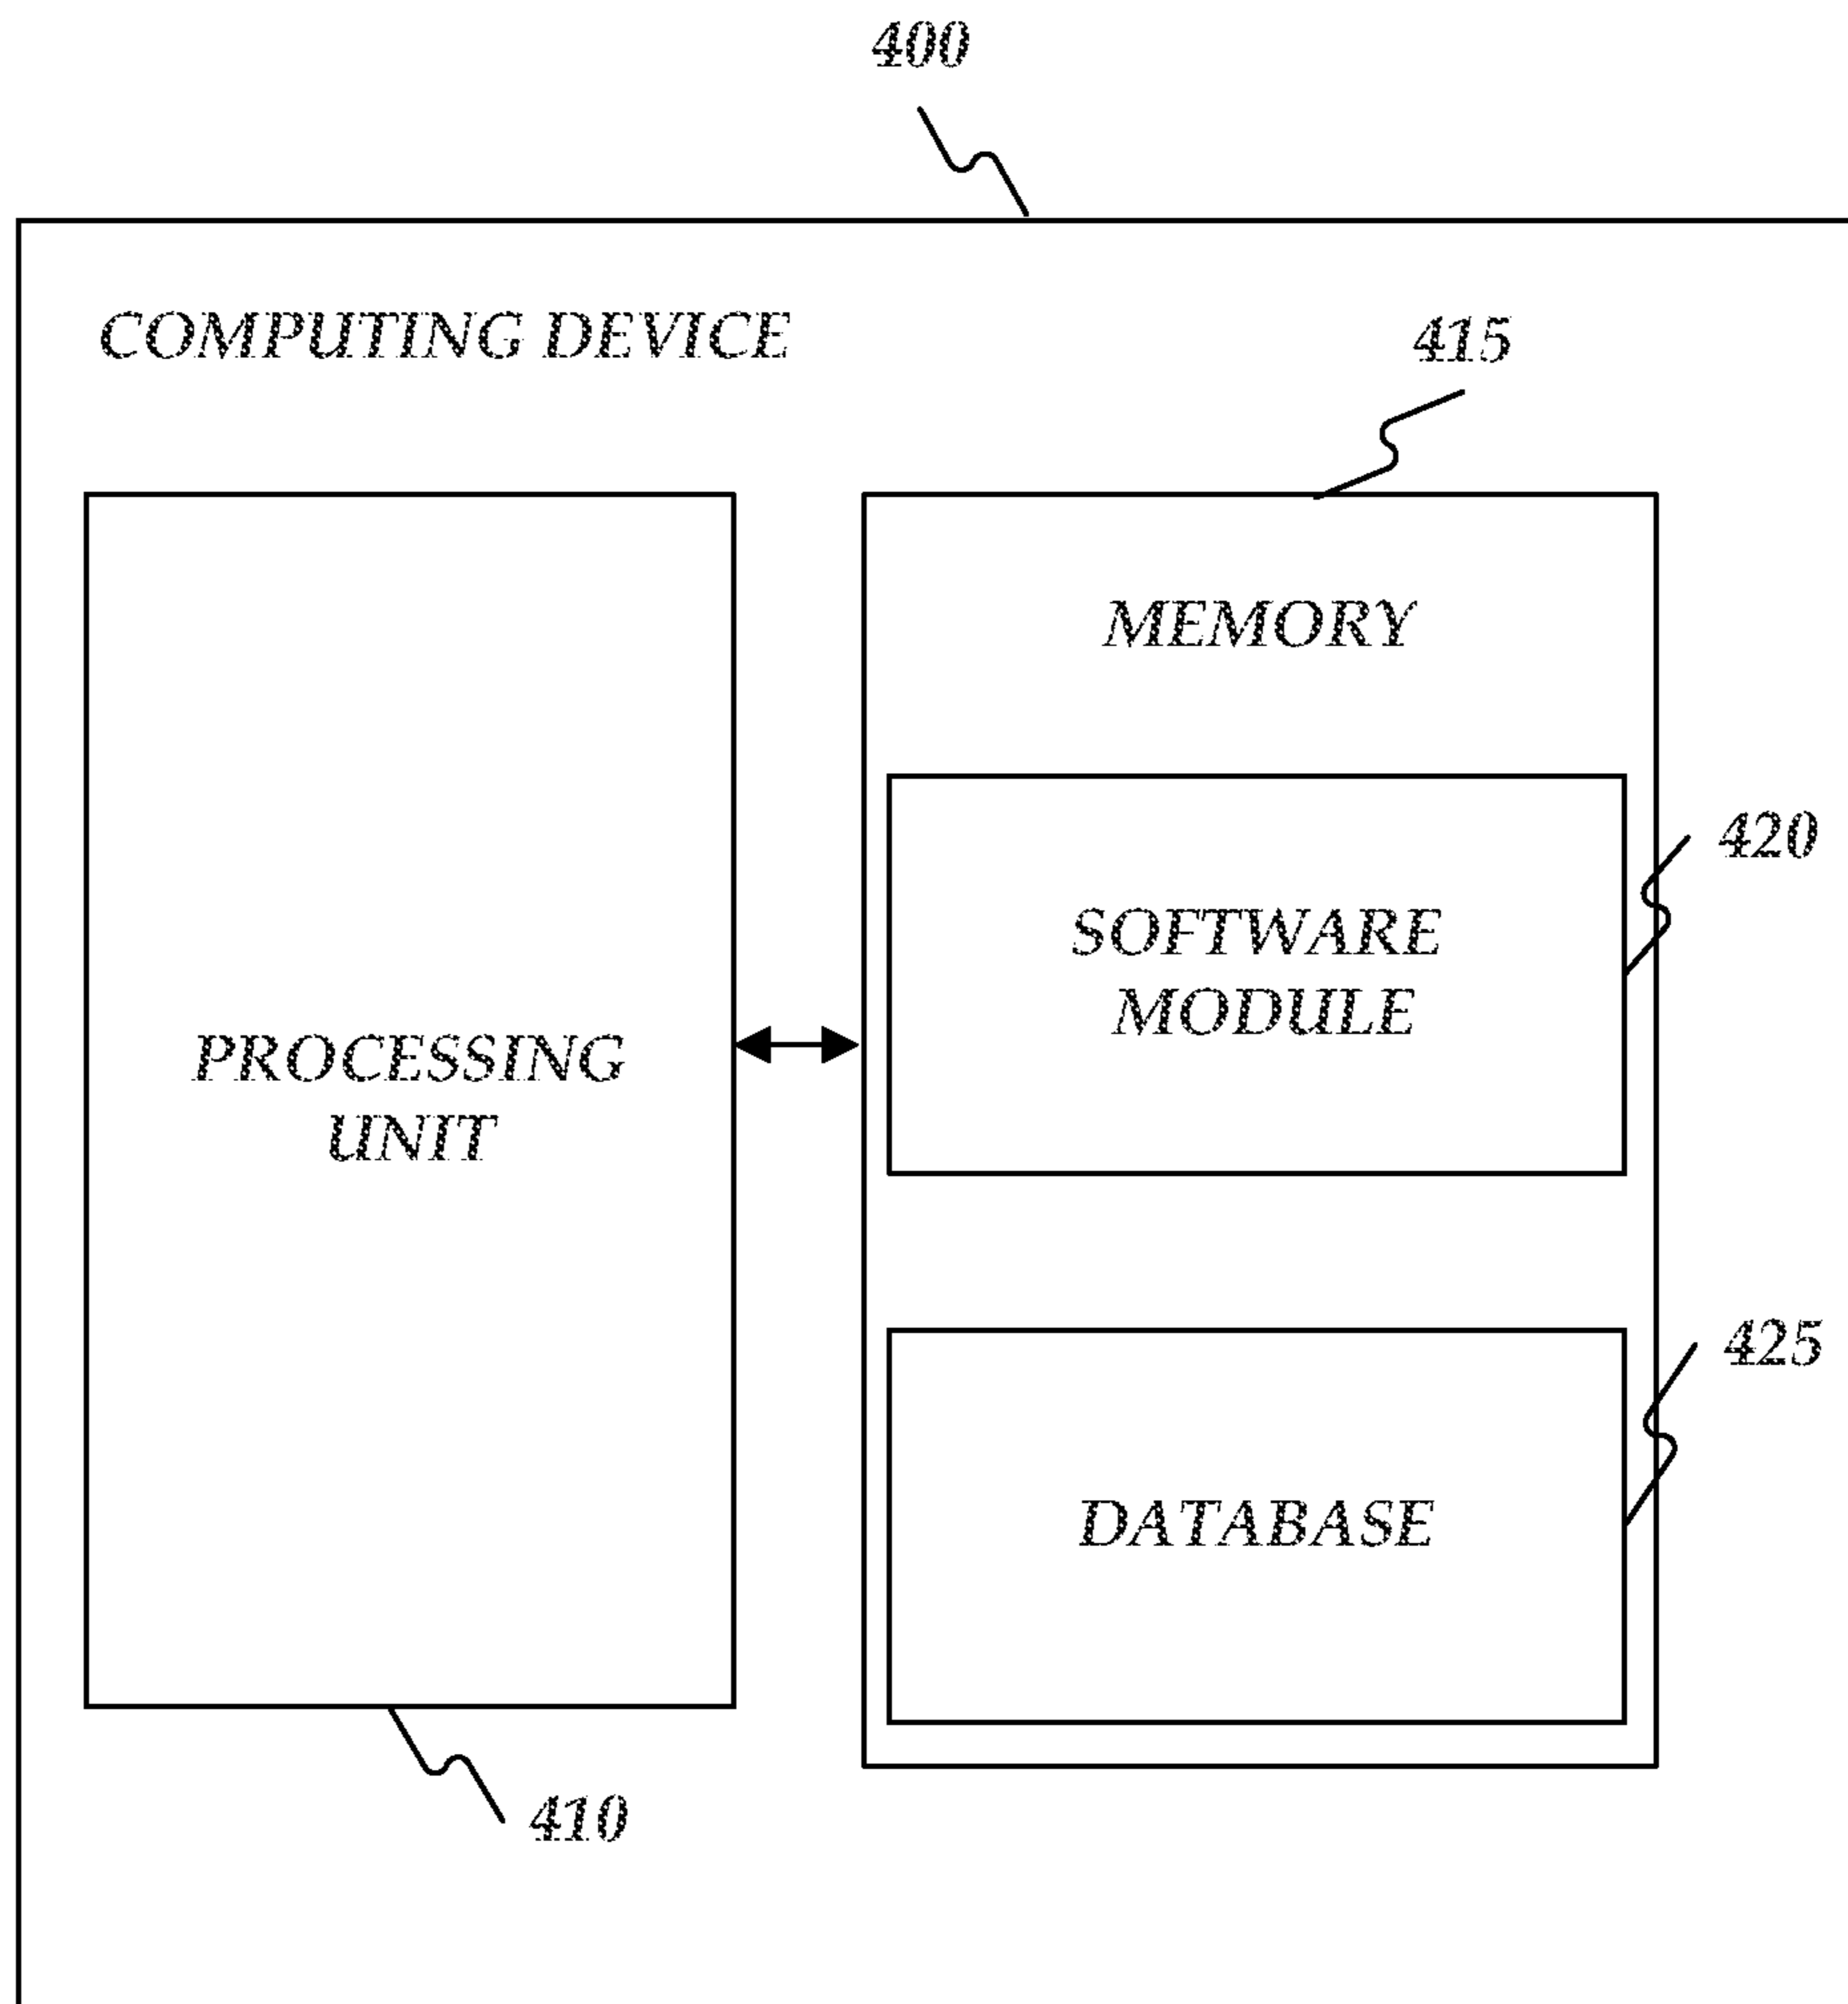 400
COMPUTING DEVICE
415
MEMORY
420
SOFTWARE
MODULE
PROCESSING
UNIT
425
DATABASE
410